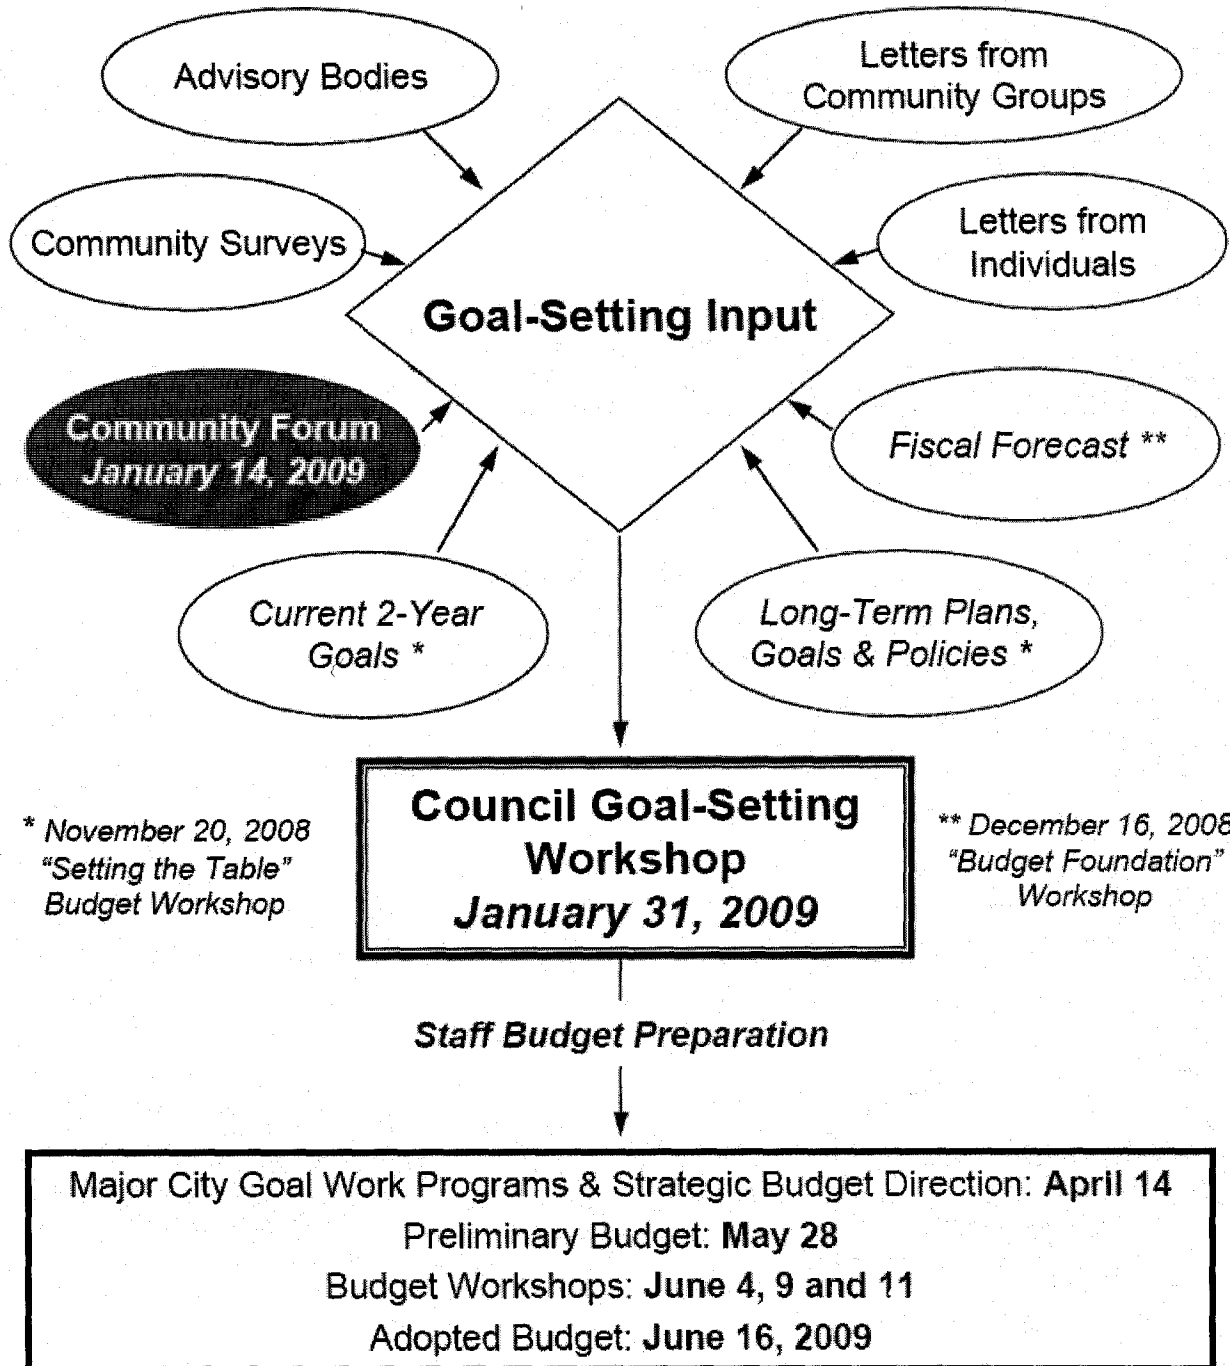 Advisory Bodies
Letters from
Community Groups
Community Surveys
Letters from
Individuals
Goal-Setting Input
Community Forum
January 14, 2009
Fiscal Forecast **
Current 2-Year
Goals *
Long-Term Plans,
Goals & Policies *
* November 20, 2008
"Setting the Table"
Budget Workshop
Council Goal-Setting
Workshop
January 31, 2009
** December 16, 2008
"Budget Foundation"
Workshop
Staff Budget Preparation
Major City Goal Work Programs & Strategic Budget Direction: April 14
Preliminary Budget: May 28
Budget Workshops: June 4, 9 and 11
Adopted Budget: June 16, 2009